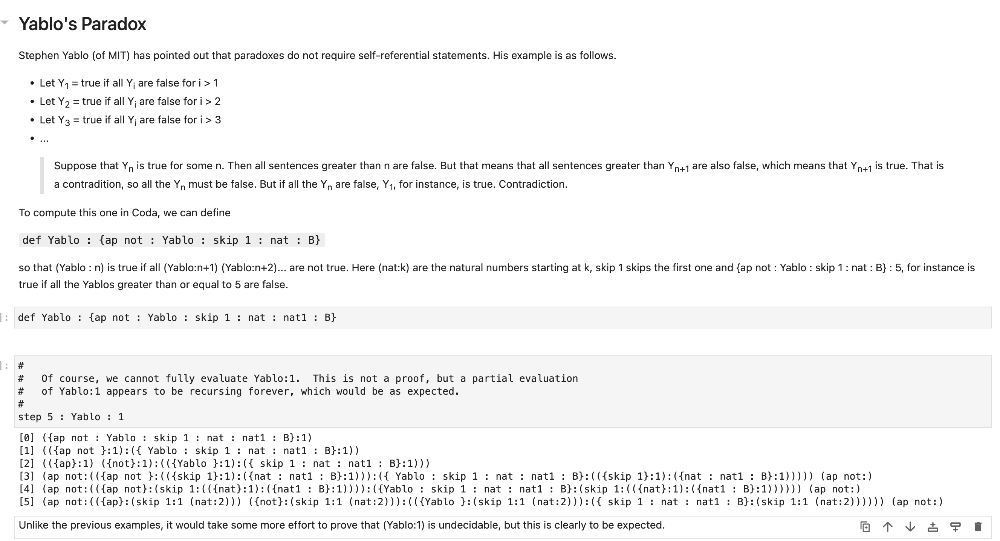 Yablo's Paradox
Stephen Yablo (of MIT) has pointed out that paradoxes do not require self-referential statements. His example is as follows.
• Let Y1 = true if all Yi are false for i > 1
• Let Y2 = true if all Yi are false for i > 2
• Let Y3 = true if all Yi are false for i > 3
• ...
Suppose that Yn is true for some n. Then all sentences greater than n are false. But that means that all sentences greater than Yn+1 are also false, which means that Yn+1 is true. That is
a contradition, so all the Yn must be false. But if all the Yn are false, Y1, for instance, is true. Contradiction.
To compute this one in Coda, we can define
def Yablo : {ap not : Yablo : skip 1 : nat : B}
so that (Yablo : n) is true if all (Yablo:n+1) (Yablo:n+2)... are not true. Here (nat:k) are the natural numbers starting at k, skip 1 skips the first one and {ap not : Yablo : skip 1 : nat : B} : 5, for instance is
true if all the Yablos greater than or equal to 5 are false.
]: def Yablo : {ap not : Yablo : skip 1 : nat : nat1 : B}
]: #
#   Of course, we cannot fully evaluate Yablo:1.  This is not a proof, but a partial evaluation
#   of Yablo:1 appears to be recursing forever, which would be as expected.
#
step 5 : Yablo : 1
[0] ({ap not : Yablo : skip 1 : nat : nat1 : B}:1)
[1] (({ap not }:1):({ Yablo : skip 1 : nat : nat1 : B}:1))
[2] (({ap}:1) ({not}:1):(({Yablo }:1):({ skip 1 : nat : nat1 : B}:1)))
[3] (ap not:(({ap not }:(({skip 1}:1):({nat : nat1 : B}:1))):({ Yablo : skip 1 : nat : nat1 : B}:(({skip 1}:1):({nat : nat1 : B}:1))))) (ap not:)
[4] (ap not:(({ap not}:(skip 1:(({nat}:1):({nat1 : B}:1)))):({Yablo : skip 1 : nat : nat1 : B}:(skip 1:(({nat}:1):({nat1 : B}:1)))))) (ap not:)
[5] (ap not:(({ap}:(skip 1:1 (nat:2))) ({not}:(skip 1:1 (nat:2))):(({Yablo }:(skip 1:1 (nat:2))):({ skip 1 : nat : nat1 : B}:(skip 1:1 (nat:2)))))) (ap not:)
Unlike the previous examples, it would take some more effort to prove that (Yablo:1) is undecidable, but this is clearly to be expected.